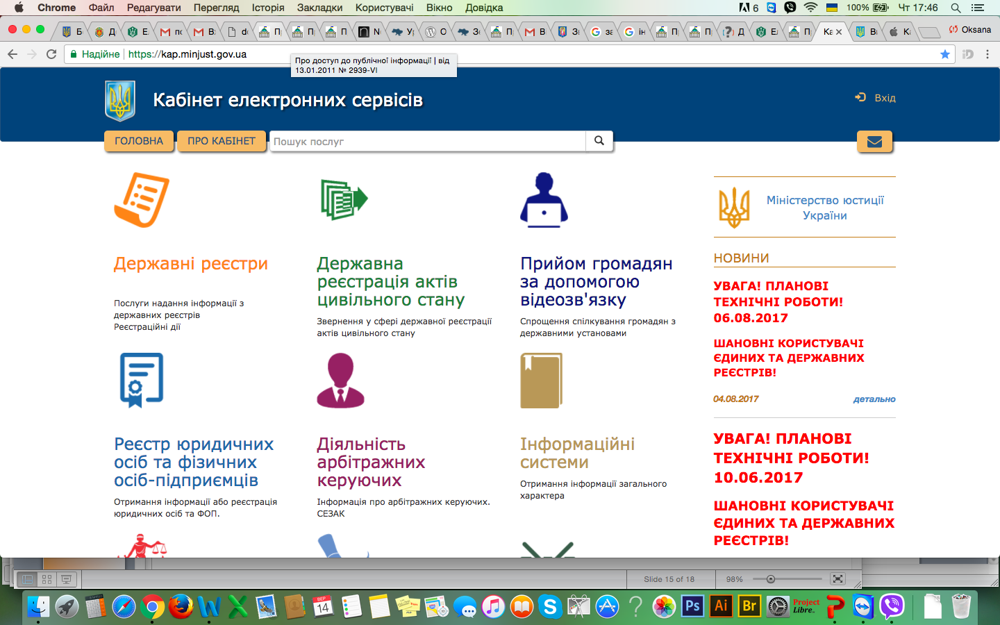 Chrome Файл Редагувати Перегляд Історія Закладки Користувачі Вікно Довідка 6 100% Чт 17:46
Oksana
Надійне https://kap.minjust.gov.ua
Про доступ до публічної інформації | від
13.01.2011 № 2939-VI
Кабінет електронних сервісів
Вхід
ГОЛОВНА ПРО КАБІНЕТ Пошук послуг
Державні реєстри
Послуги надання інформації з
державних реєстрів
Реєстраційні дії
Державна
реєстрація актів
цивільного стану
Звернення у сфері державної реєстрації
актів цивільного стану
Прийом громадян
за допомогою
відеозв'язку
Спрощення спілкування громадян з
державними установами
Реєстр юридичних
осіб та фізичних
осіб-підприємців
Отримання інформації або реєстрація
юридичних осіб та ФОП.
Діяльність
арбітражних
керуючих
Інформація про арбітражних керуючих.
СЕЗАК
Інформаційні
системи
Отримання інформації загального
характера
Міністерство юстиції
України
НОВИНИ
УВАГА! ПЛАНОВІ
ТЕХНІЧНІ РОБОТИ!
06.08.2017
ШАНОВНІ КОРИСТУВАЧІ
ЄДИНИХ ТА ДЕРЖАВНИХ
РЕЄСТРІВ!
04.08.2017 детально
УВАГА! ПЛАНОВІ
ТЕХНІЧНІ РОБОТИ!
10.06.2017
ШАНОВНІ КОРИСТУВАЧІ
ЄДИНИХ ТА ДЕРЖАВНИХ
РЕЄСТРІВ!
Slide 15 of 18 98%
ВЕР
14
Ps Ai Br
Project
Libre